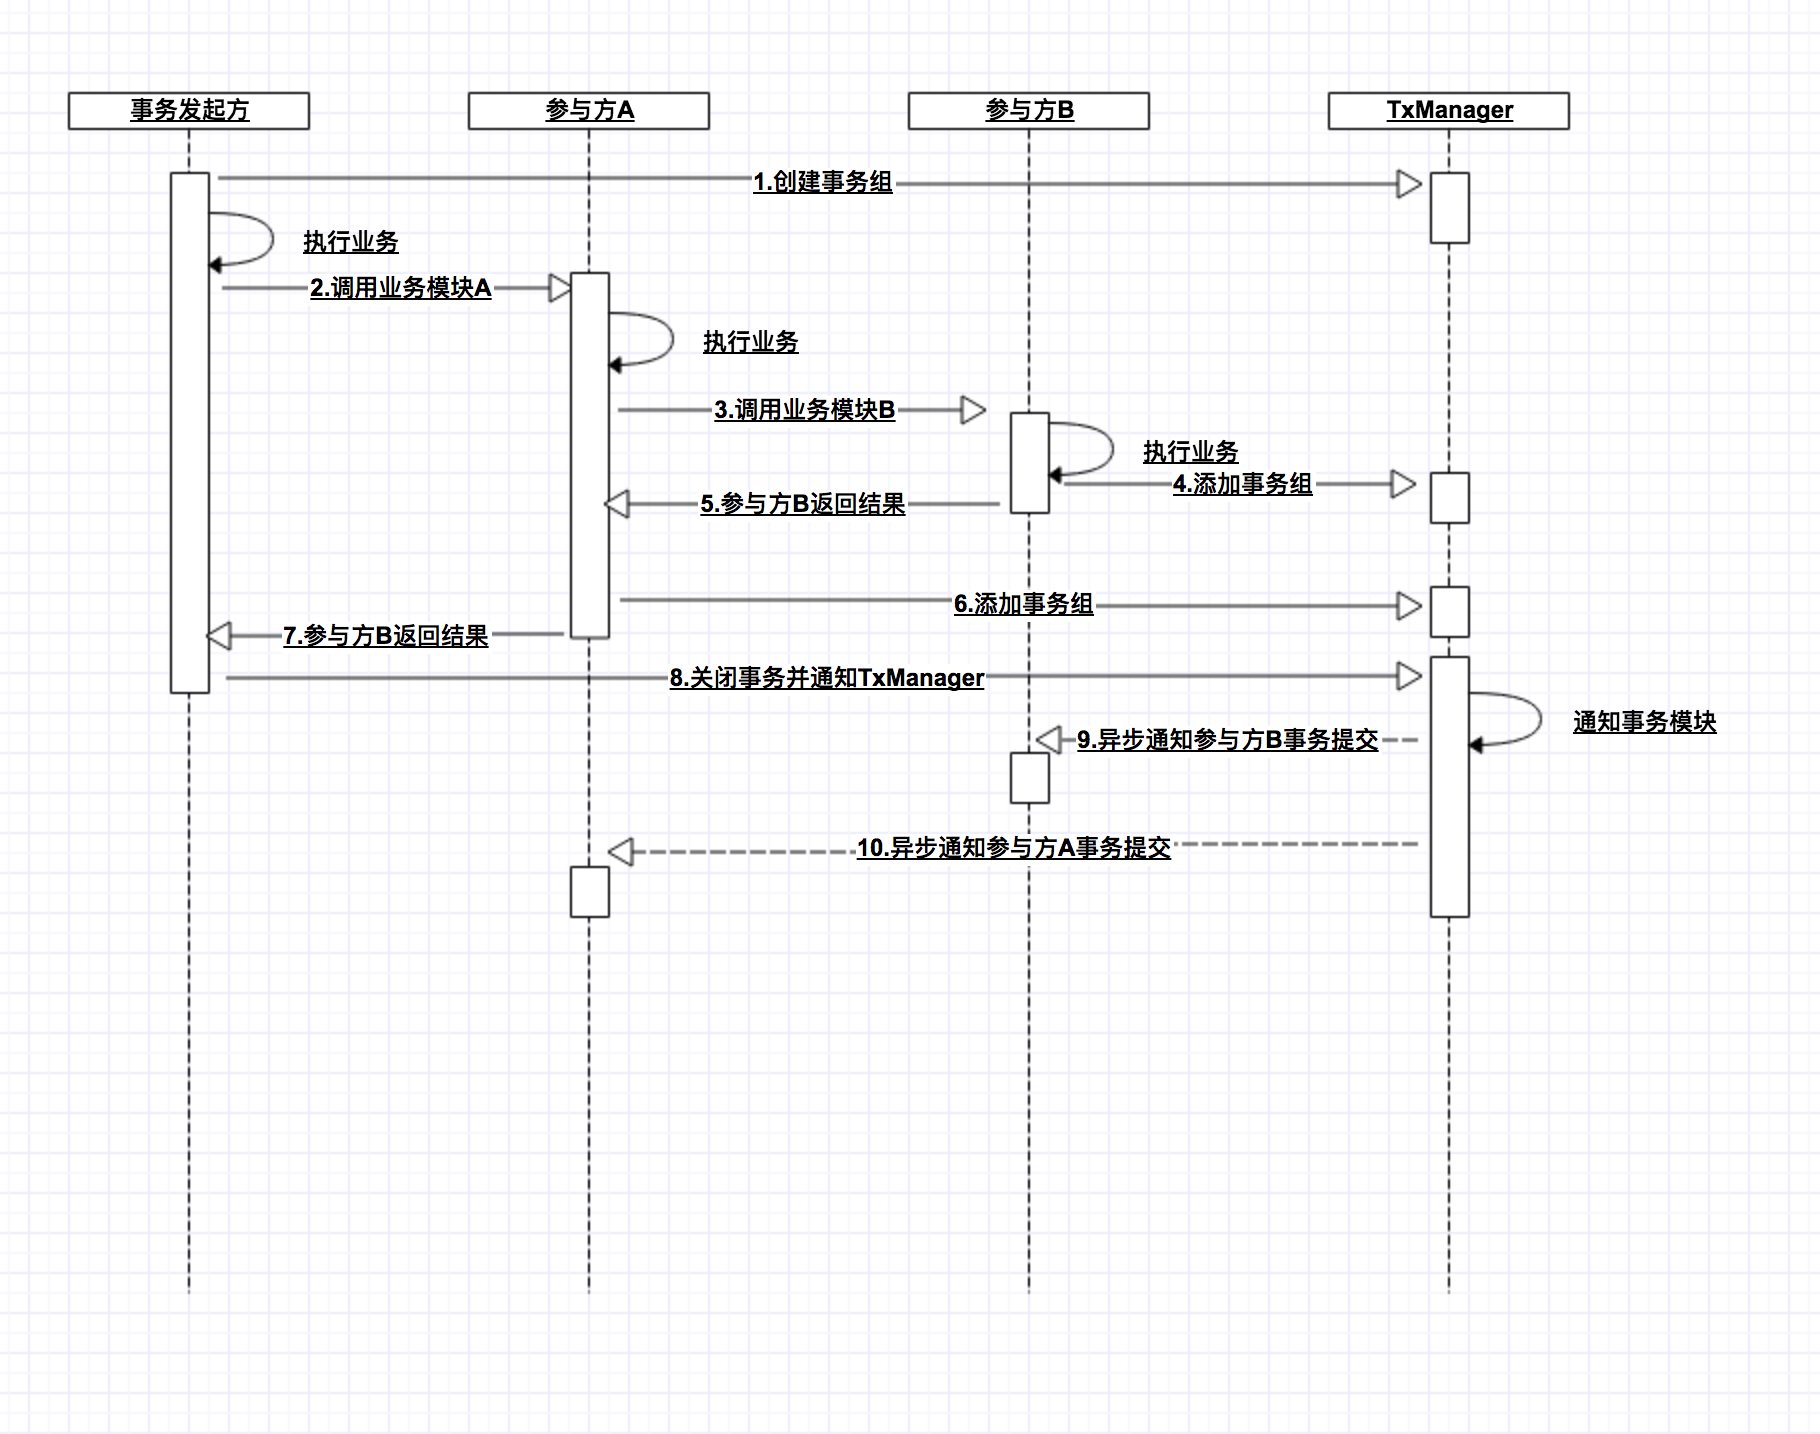 事务发起方
参与方A
参与方B
TxManager
1.创建事务组
执行业务
2.调用业务模块A
执行业务
3.调用业务模块B
执行业务
4.添加事务组
5.参与方B返回结果
6.添加事务组
7.参与方B返回结果
8.关闭事务并通知TxManager
通知事务模块
9.异步通知参与方B事务提交
10.异步通知参与方A事务提交